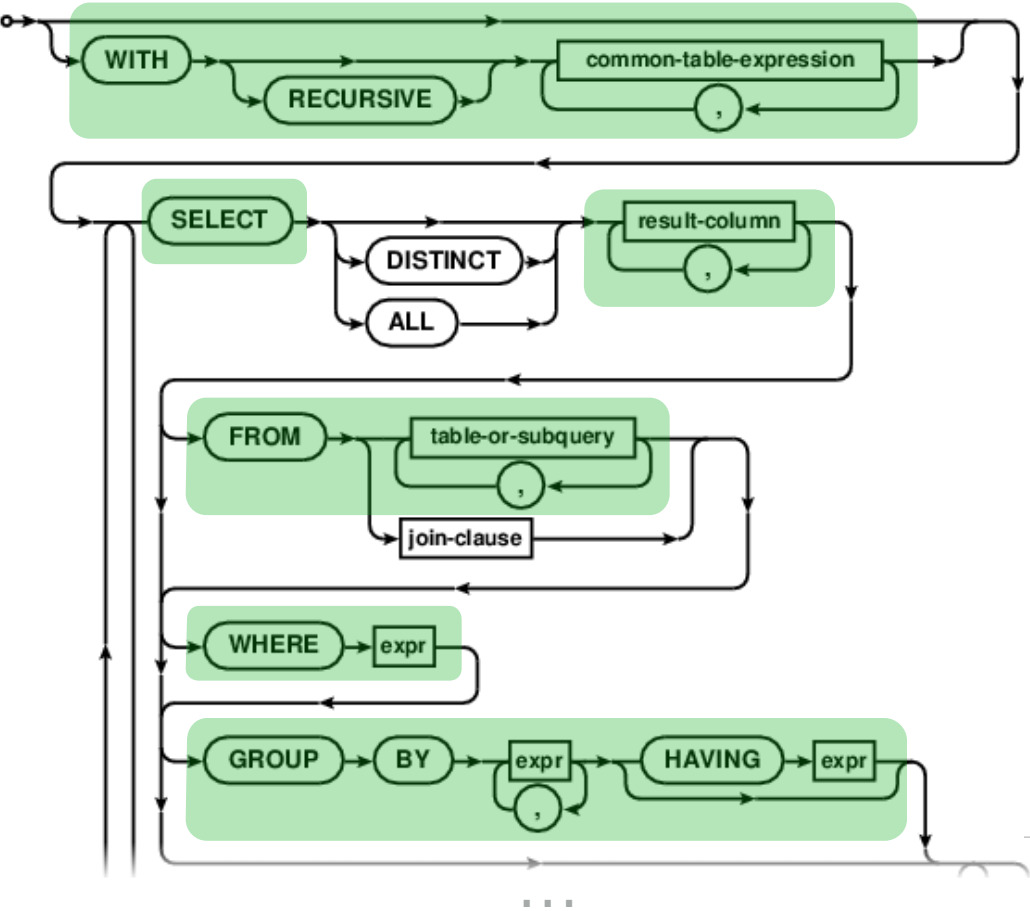 WITH
common-table-expression
RECURSIVE
,
SELECT
result-column
DISTINCT
,
ALL
FROM
table-or-subquery
,
join-clause
WHERE expr
GROUP BY expr HAVING expr
,